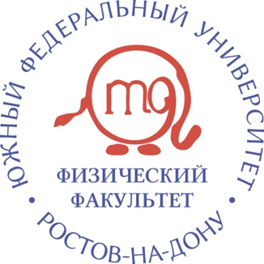 ЮЖНЫЙ ФЕДЕРАЛЬНЫЙ УНИВЕРСИТЕТ
mg
ФИЗИЧЕСКИЙ
ФАКУЛЬТЕТ
• РОСТОВ-НА-ДОНУ •